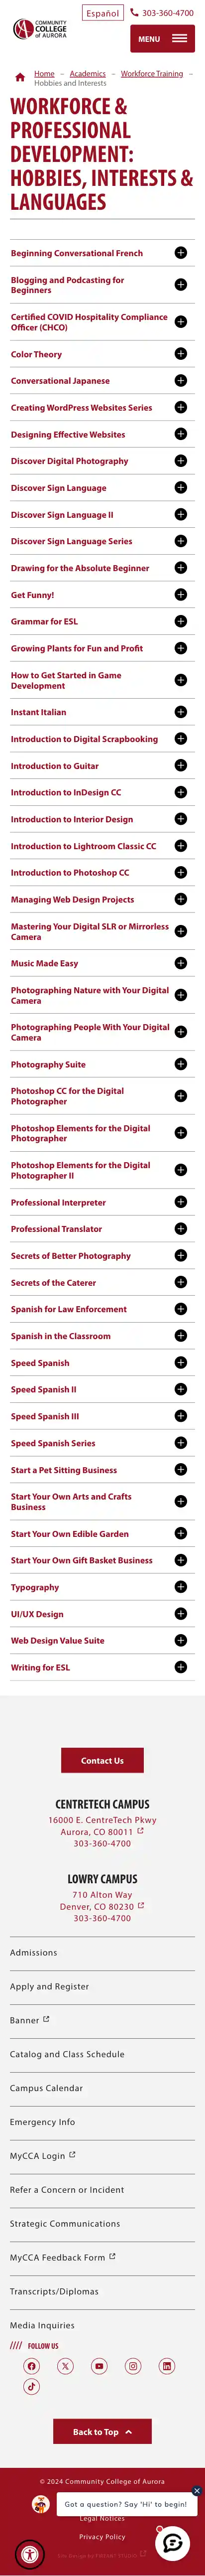 Español
303-360-4700
COMMUNITY
COLLEGE
of AURORA
MENU
Home – Academics – Workforce Training –
Hobbies and Interests
WORKFORCE &
PROFESSIONAL
DEVELOPMENT:
HOBBIES, INTERESTS &
LANGUAGES
Beginning Conversational French
Blogging and Podcasting for
Beginners
Certified COVID Hospitality Compliance
Officer (CHCO)
Color Theory
Conversational Japanese
Creating WordPress Websites Series
Designing Effective Websites
Discover Digital Photography
Discover Sign Language
Discover Sign Language II
Discover Sign Language Series
Drawing for the Absolute Beginner
Get Funny!
Grammar for ESL
Growing Plants for Fun and Profit
How to Get Started in Game
Development
Instant Italian
Introduction to Digital Scrapbooking
Introduction to Guitar
Introduction to InDesign CC
Introduction to Interior Design
Introduction to Lightroom Classic CC
Introduction to Photoshop CC
Managing Web Design Projects
Mastering Your Digital SLR or Mirrorless
Camera
Music Made Easy
Photographing Nature with Your Digital
Camera
Photographing People With Your Digital
Camera
Photography Suite
Photoshop CC for the Digital
Photographer
Photoshop Elements for the Digital
Photographer
Photoshop Elements for the Digital
Photographer II
Professional Interpreter
Professional Translator
Secrets of Better Photography
Secrets of the Caterer
Spanish for Law Enforcement
Spanish in the Classroom
Speed Spanish
Speed Spanish II
Speed Spanish III
Speed Spanish Series
Start a Pet Sitting Business
Start Your Own Arts and Crafts
Business
Start Your Own Edible Garden
Start Your Own Gift Basket Business
Typography
UI/UX Design
Web Design Value Suite
Writing for ESL
Contact Us
CENTRETECH CAMPUS
16000 E. CentreTech Pkwy
Aurora, CO 80011
303-360-4700
LOWRY CAMPUS
710 Alton Way
Denver, CO 80230
303-360-4700
Admissions
Apply and Register
Banner
Catalog and Class Schedule
Campus Calendar
Emergency Info
MyCCA Login
Refer a Concern or Incident
Strategic Communications
MyCCA Feedback Form
Transcripts/Diplomas
Media Inquiries
//// FOLLOW US
Back to Top
© 2024 Community College of Aurora
Got a question? Say 'Hi' to begin!
Legal Notices
Privacy Policy